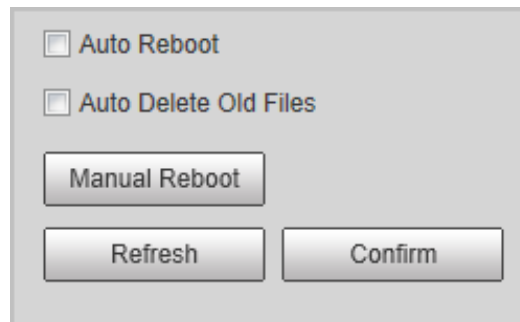 Auto Reboot
Auto Delete Old Files
Manual Reboot
Refresh Confirm